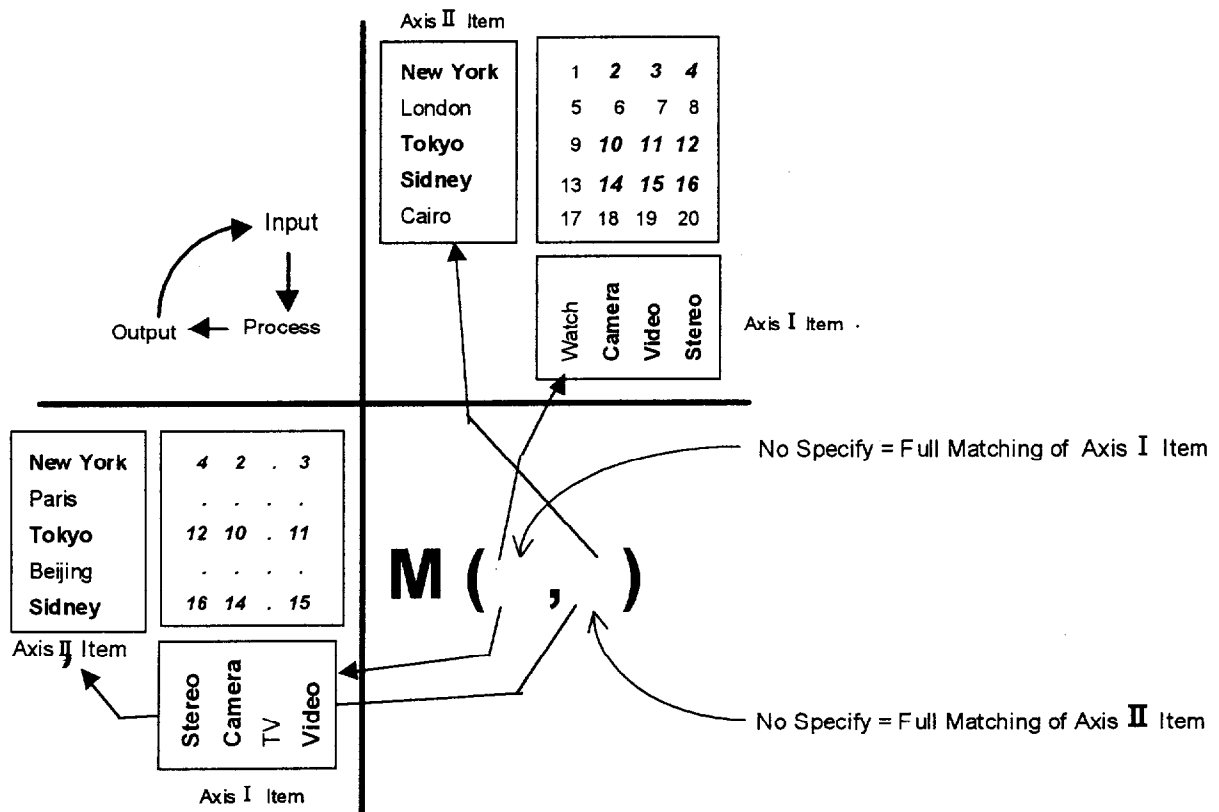 Axis II Item
New York 1 2 3 4
London 5 6 7 8
Tokyo 9 10 11 12
Sidney 13 14 15 16
Cairo 17 18 19 20
Watch
Camera
Video
Stereo
Axis I Item .
Input
Process
Output
New York 4 2 . 3
Paris . . . .
Tokyo 12 10 . 11
Beijing . . . .
Sidney 16 14 . 15
Axis II, Item
Stereo
Camera
TV
Video
Axis I Item
M ( , )
No Specify = Full Matching of Axis I Item
No Specify = Full Matching of Axis II Item